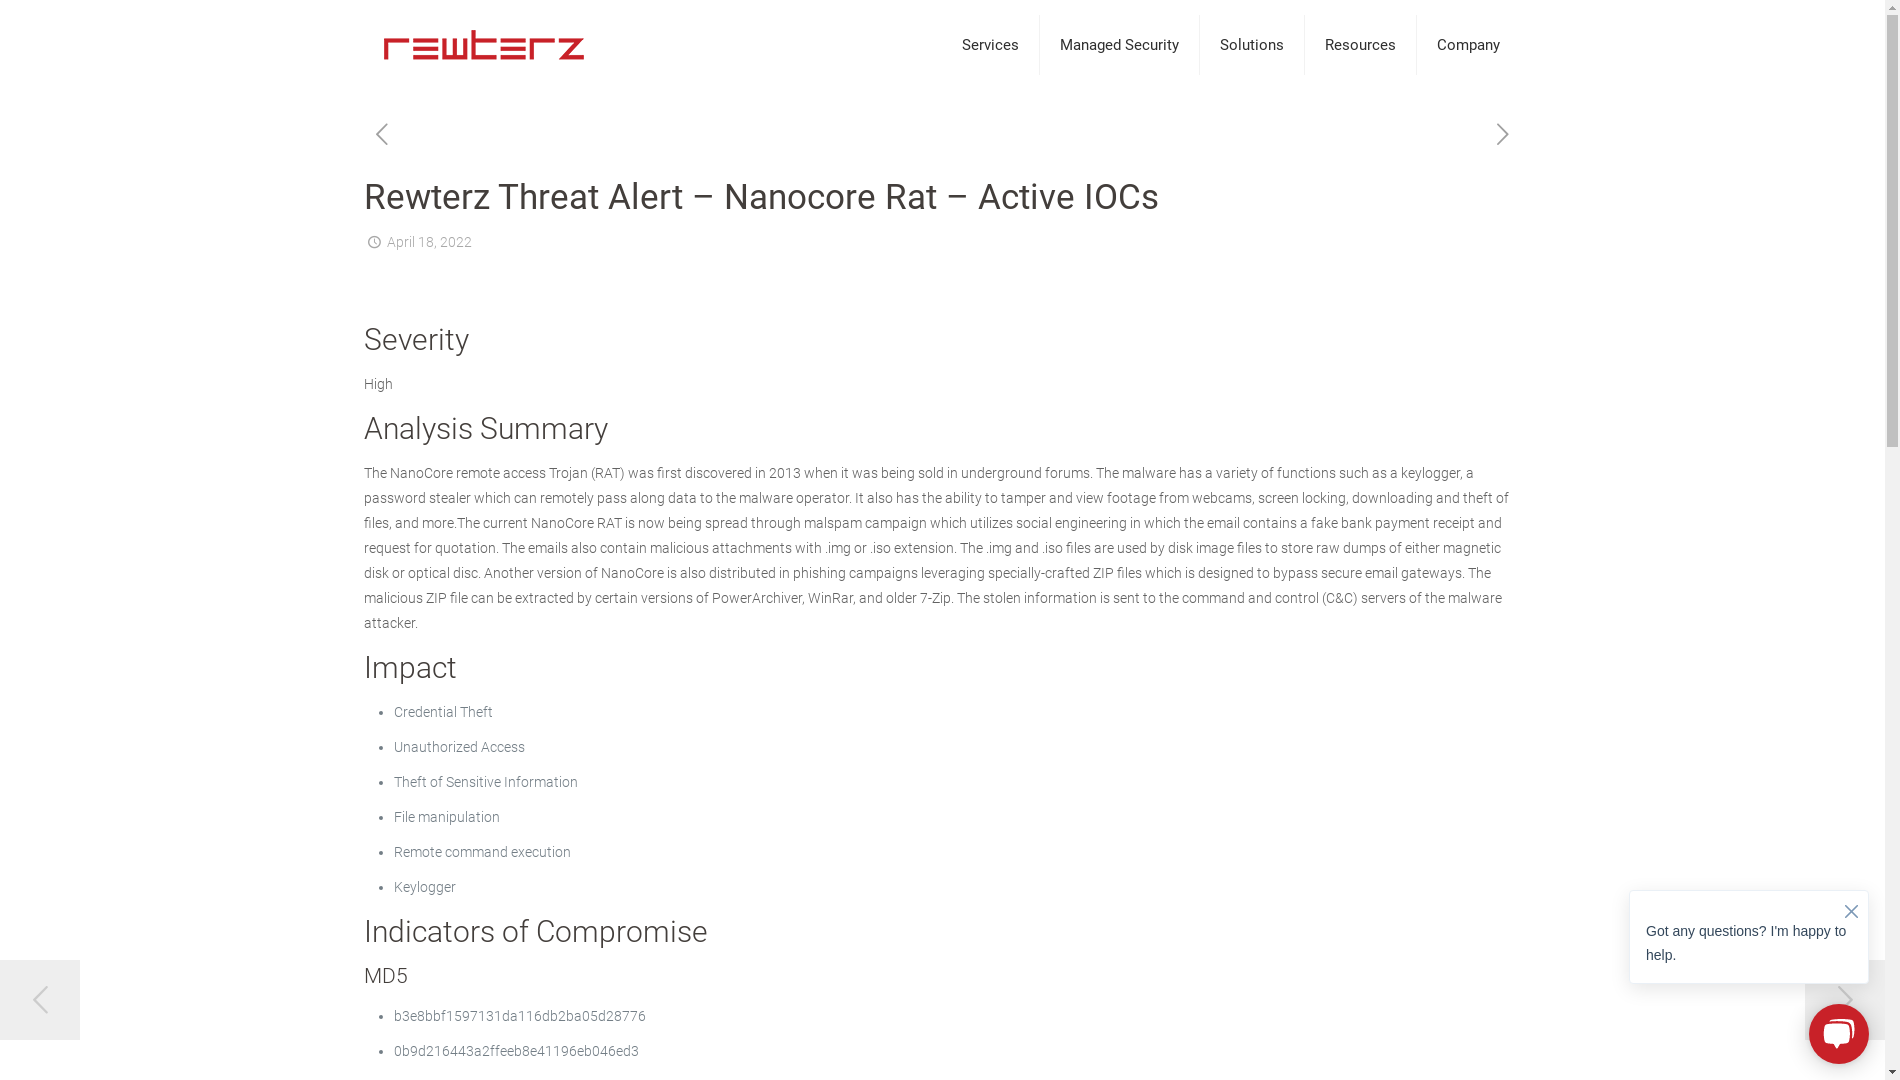 rewterz
Services
Managed Security
Solutions
Resources
Company
Rewterz Threat Alert – Nanocore Rat – Active IOCs
April 18, 2022
Severity
High
Analysis Summary
The NanoCore remote access Trojan (RAT) was first discovered in 2013 when it was being sold in underground forums. The malware has a variety of functions such as a keylogger, a
password stealer which can remotely pass along data to the malware operator. It also has the ability to tamper and view footage from webcams, screen locking, downloading and theft of
files, and more.The current NanoCore RAT is now being spread through malspam campaign which utilizes social engineering in which the email contains a fake bank payment receipt and
request for quotation. The emails also contain malicious attachments with .img or .iso extension. The .img and .iso files are used by disk image files to store raw dumps of either magnetic
disk or optical disc. Another version of NanoCore is also distributed in phishing campaigns leveraging specially-crafted ZIP files which is designed to bypass secure email gateways. The
malicious ZIP file can be extracted by certain versions of PowerArchiver, WinRar, and older 7-Zip. The stolen information is sent to the command and control (C&C) servers of the malware
attacker.
Impact
Credential Theft
Unauthorized Access
Theft of Sensitive Information
File manipulation
Remote command execution
Keylogger
Indicators of Compromise
MD5
b3e8bbf1597131da116db2ba05d28776
0b9d216443a2ffeeb8e41196eb046ed3
Got any questions? I'm happy to
help.